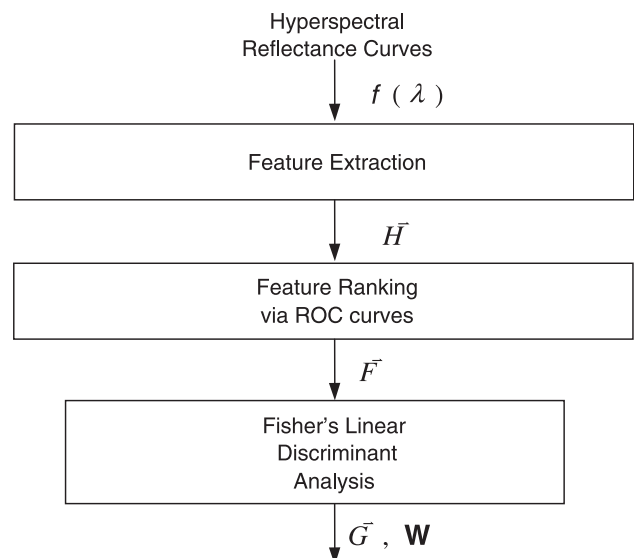 Hyperspectral
Reflectance Curves
f ( λ )
Feature Extraction
H⃗
Feature Ranking
via ROC curves
F⃗
Fisher's Linear
Discriminant
Analysis
G⃗ , W